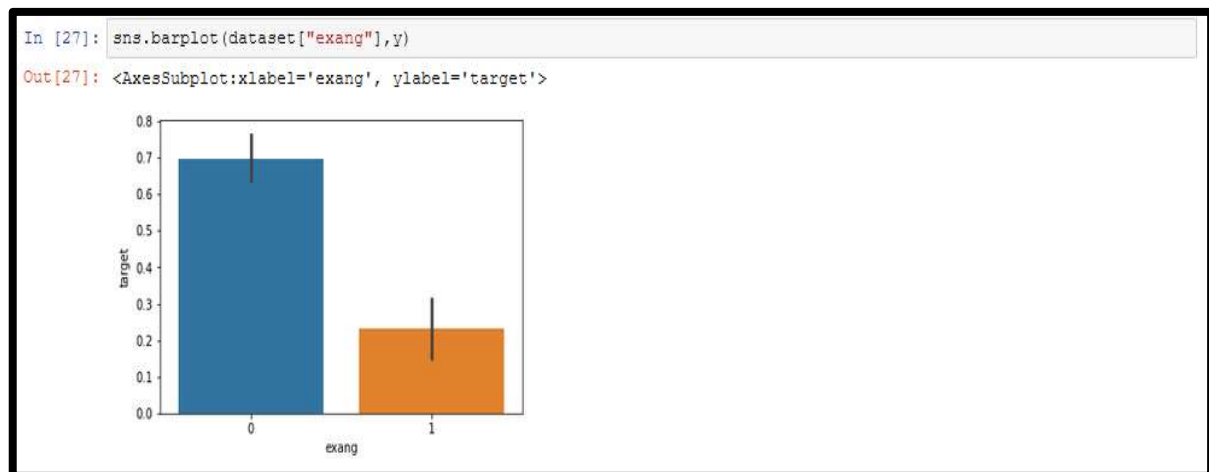 In [27]: sns.barplot(dataset["exang"],y)
Out[27]: <AxesSubplot:xlabel='exang', ylabel='target'>
0.8
0.7
0.6
0.5
0.4
0.3
0.2
0.1
0.0
target
0 1
exang